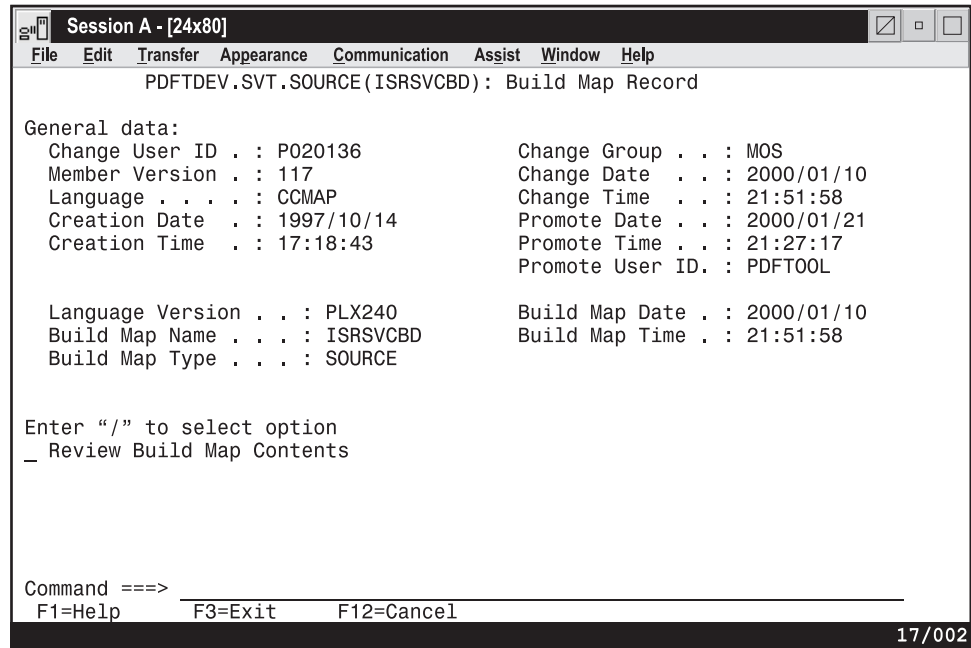 Session A - [24x80]
File Edit Transfer Appearance Communication Assist Window Help
PDFTDEV.SVT.SOURCE(ISRSVCBD): Build Map Record
General data:
Change User ID . : P020136 Change Group . . : MOS
Member Version . : 117 Change Date . . : 2000/01/10
Language . . . . : CCMAP Change Time . . : 21:51:58
Creation Date . : 1997/10/14 Promote Date . . : 2000/01/21
Creation Time . : 17:18:43 Promote Time . . : 21:27:17
Promote User ID. : PDFTOOL
Language Version . . : PLX240 Build Map Date . : 2000/01/10
Build Map Name . . . : ISRSVCBD Build Map Time . : 21:51:58
Build Map Type . . . : SOURCE
Enter “/” to select option
_ Review Build Map Contents
Command ===>
F1=Help F3=Exit F12=Cancel
17/002